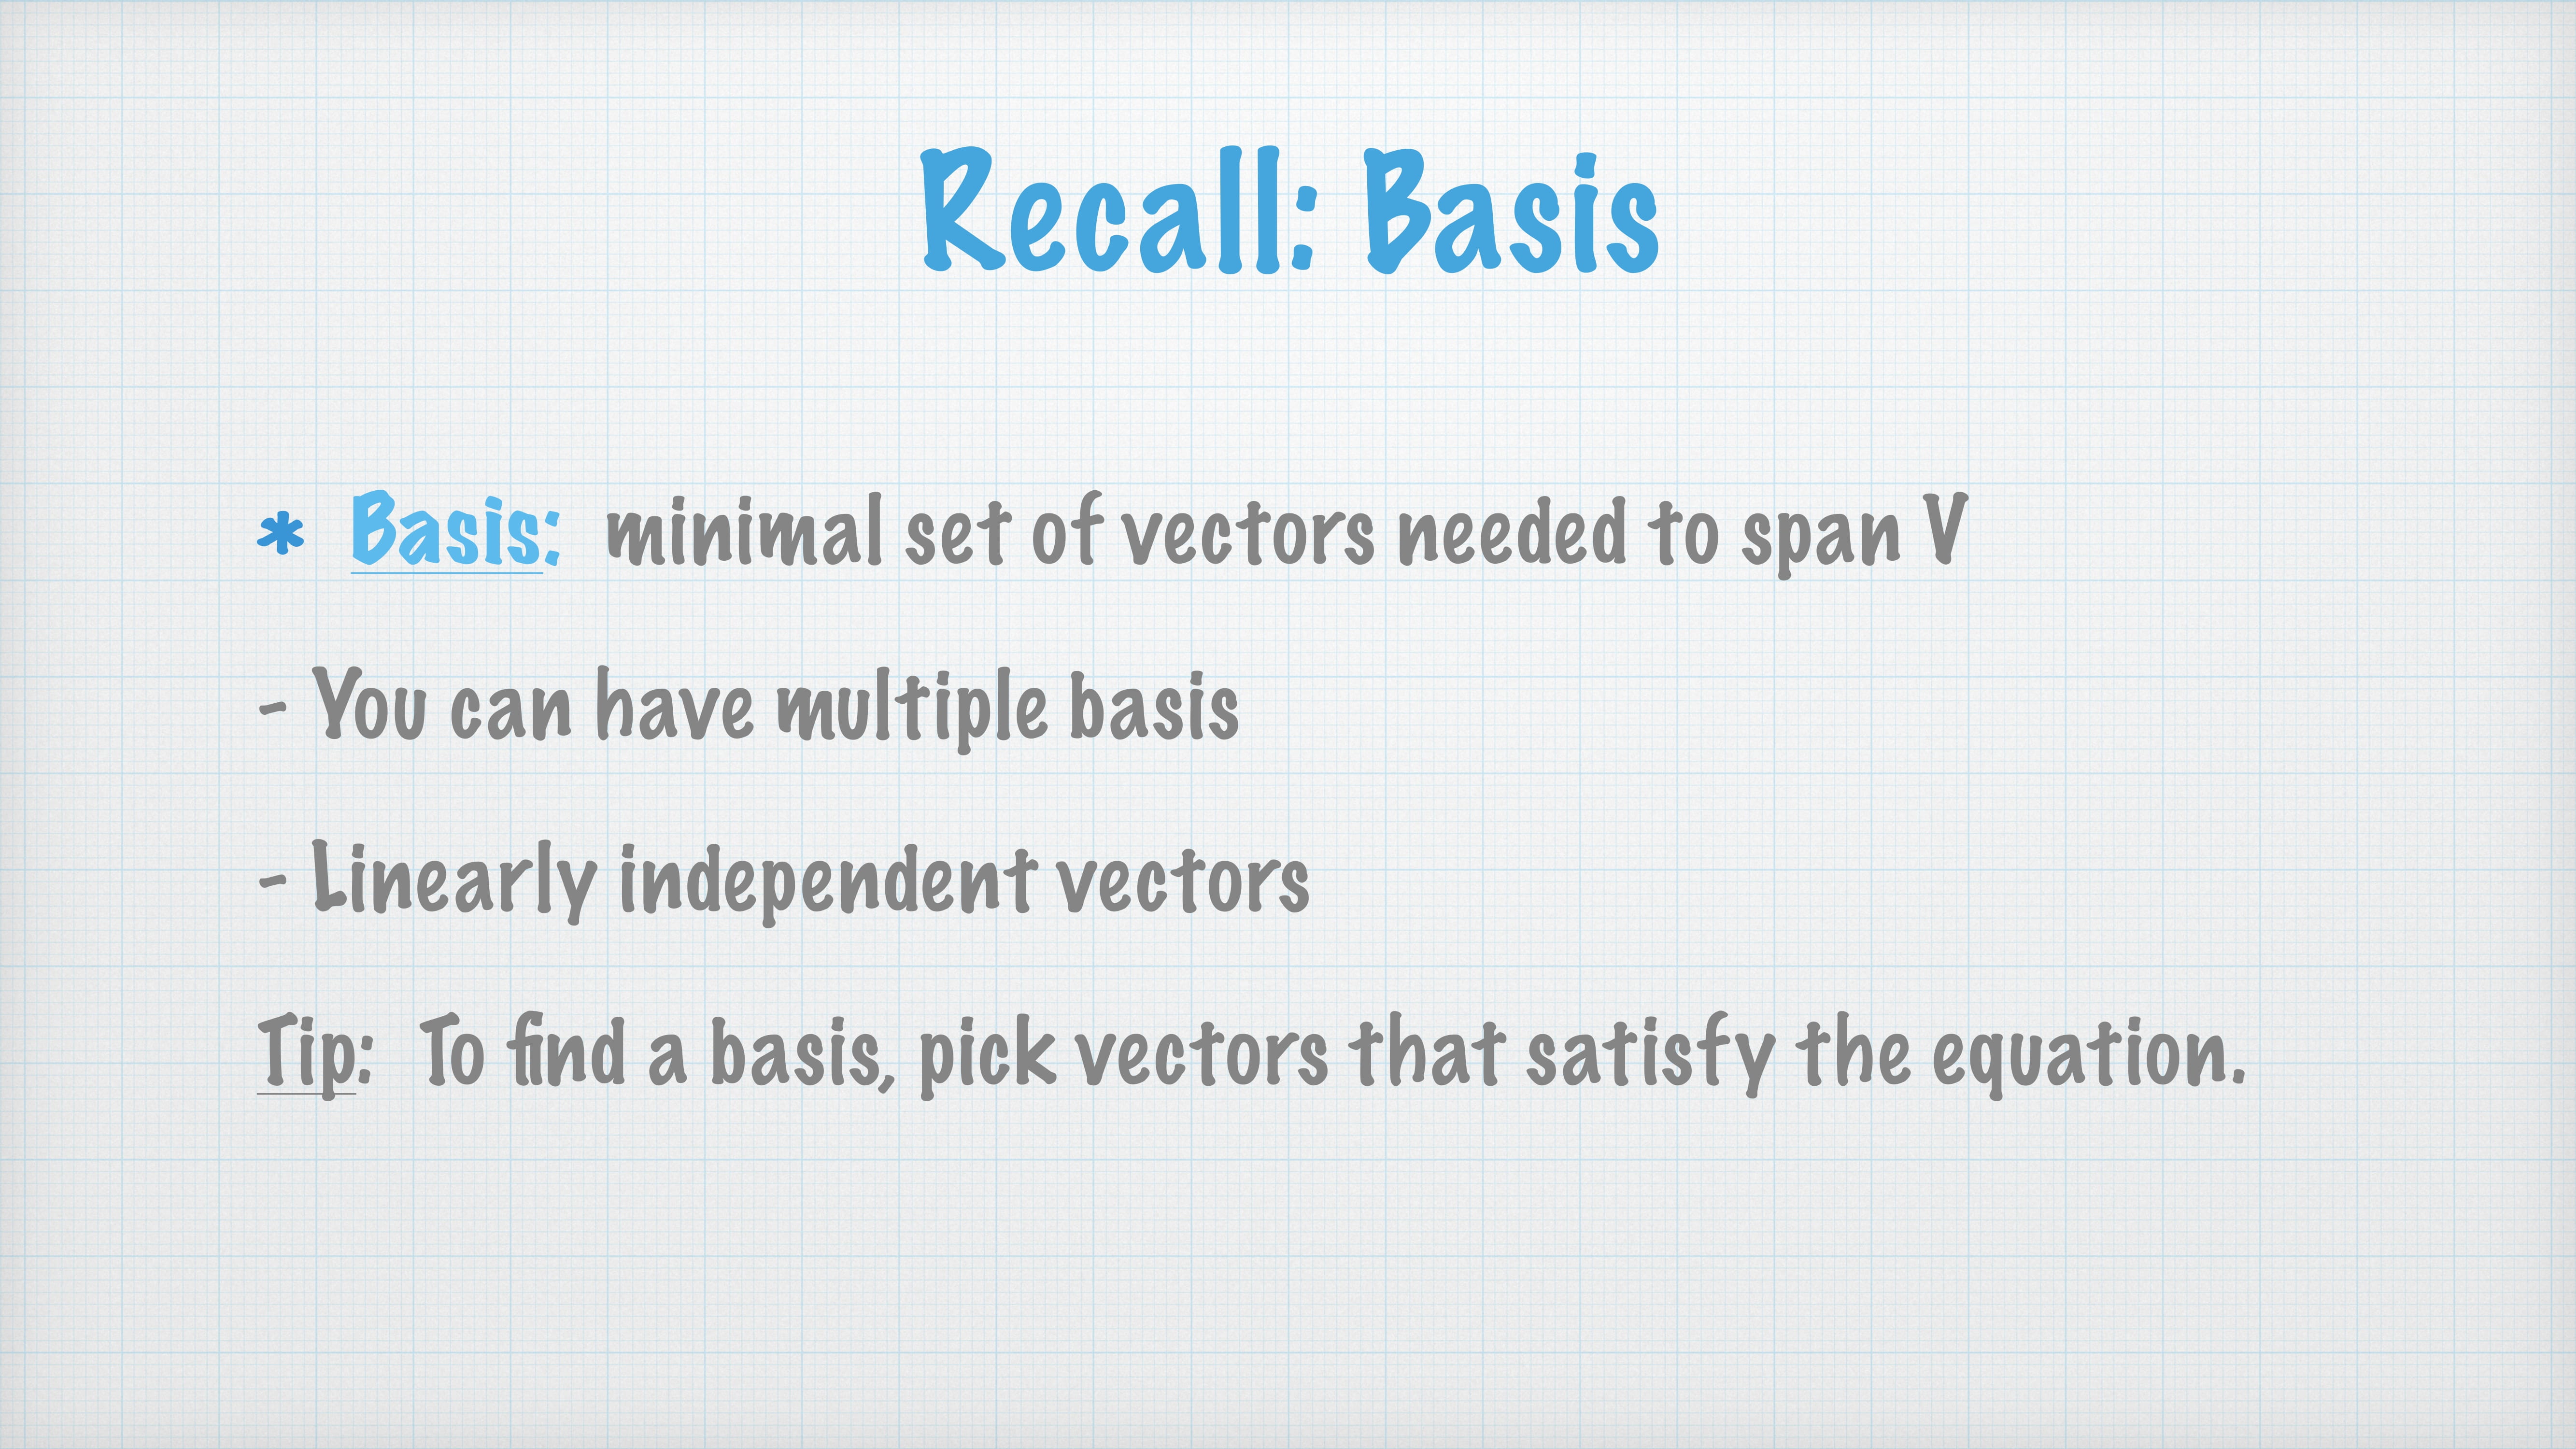 Recall: Basis
* Basis: minimal set of vectors needed to span V
- You can have multiple basis
- Linearly independent vectors
Tip: To find a basis, pick vectors that satisfy the equation.